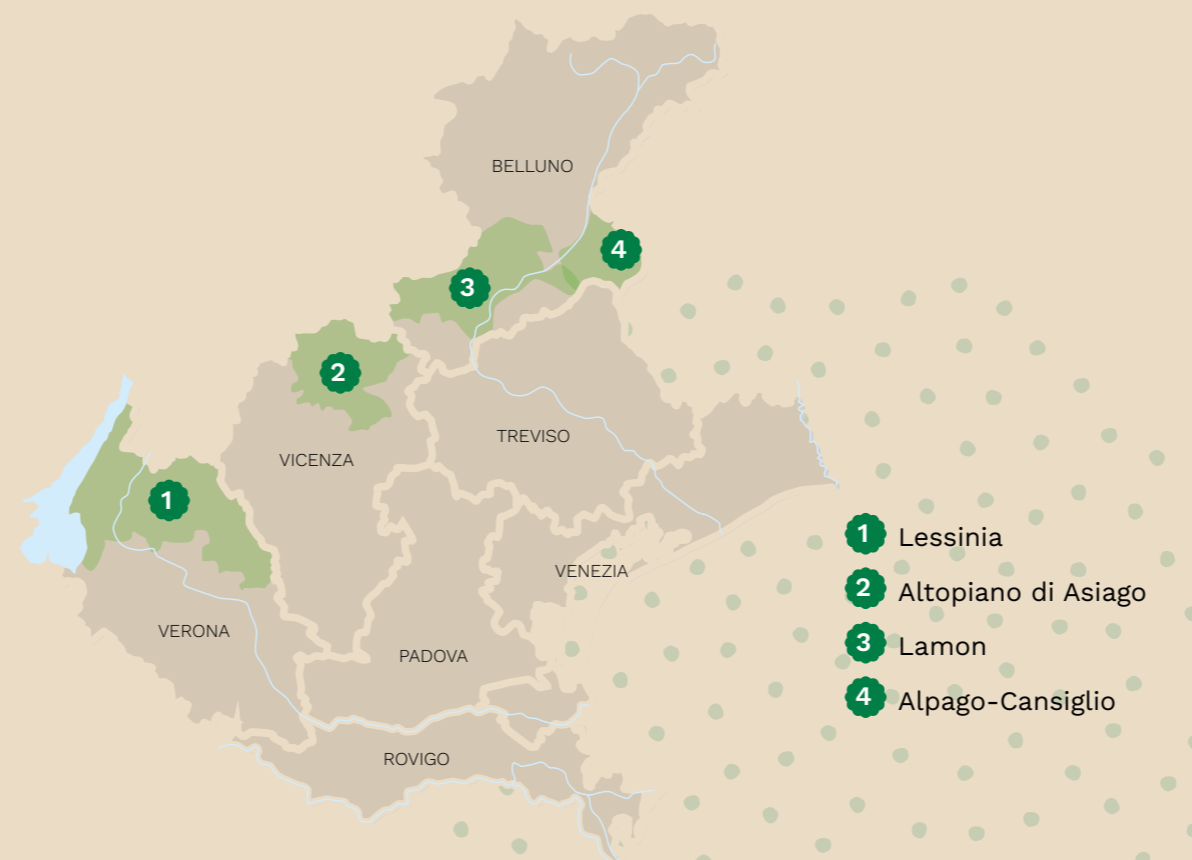 BELLUNO
4
3
2
TREVISO
VICENZA
1
VENEZIA
VERONA
PADOVA
ROVIGO
1 Lessinia
2 Altopiano di Asiago
3 Lamon
4 Alpago-Cansiglio